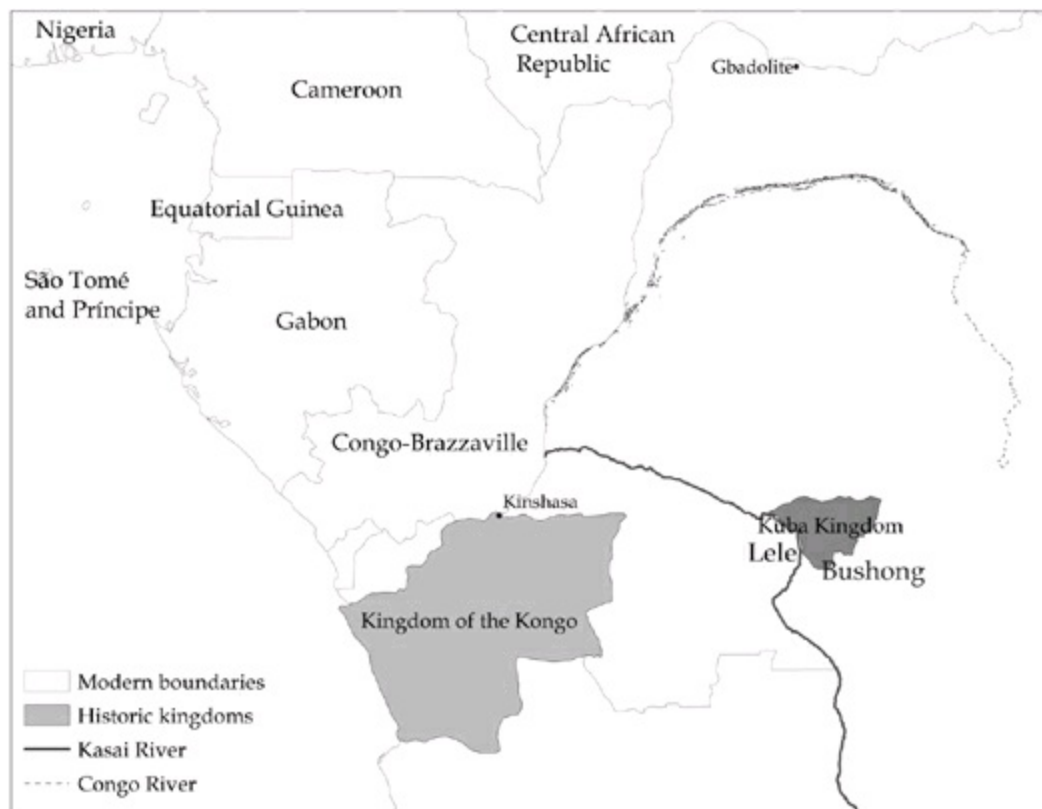 Nigeria
Central African
Republic
Gbadolite
Cameroon
Equatorial Guinea
São Tomé
and Príncipe
Gabon
Congo-Brazzaville
Kinshasa
Kuba Kingdom
Lele
Bushong
Kingdom of the Kongo
Modern boundaries
Historic kingdoms
Kasai River
Congo River